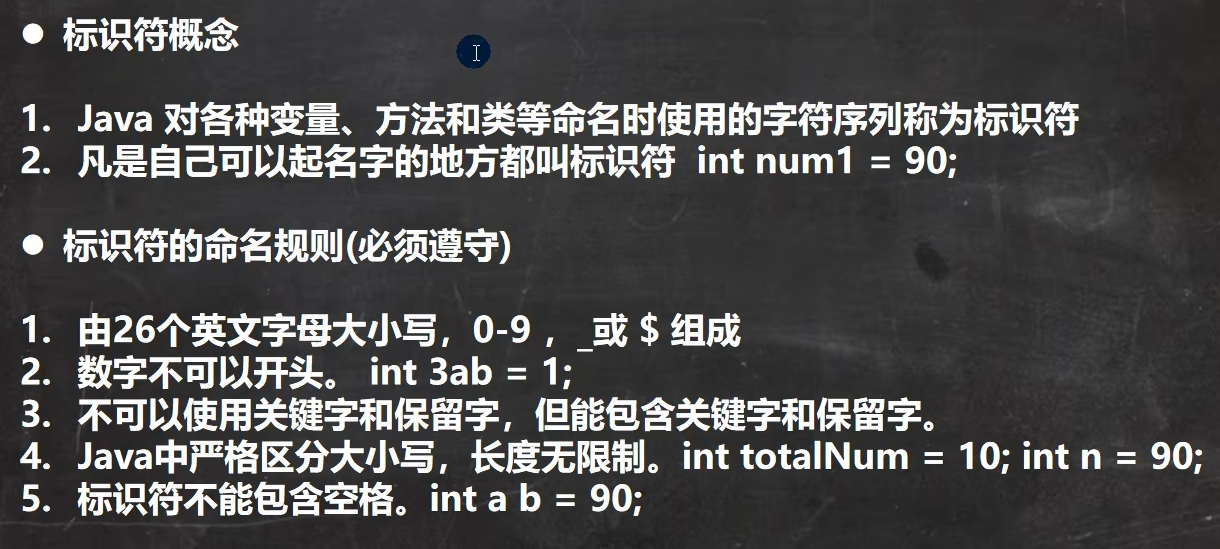 ● 标识符概念
1. Java 对各种变量、方法和类等命名时使用的字符序列称为标识符
2. 凡是自己可以起名字的地方都叫标识符 int num1 = 90;
● 标识符的命名规则(必须遵守)
1. 由26个英文字母大小写，0-9 ，_或 $ 组成
2. 数字不可以开头。 int 3ab = 1;
3. 不可以使用关键字和保留字，但能包含关键字和保留字。
4. Java中严格区分大小写，长度无限制。int totalNum = 10; int n = 90;
5. 标识符不能包含空格。int a b = 90;